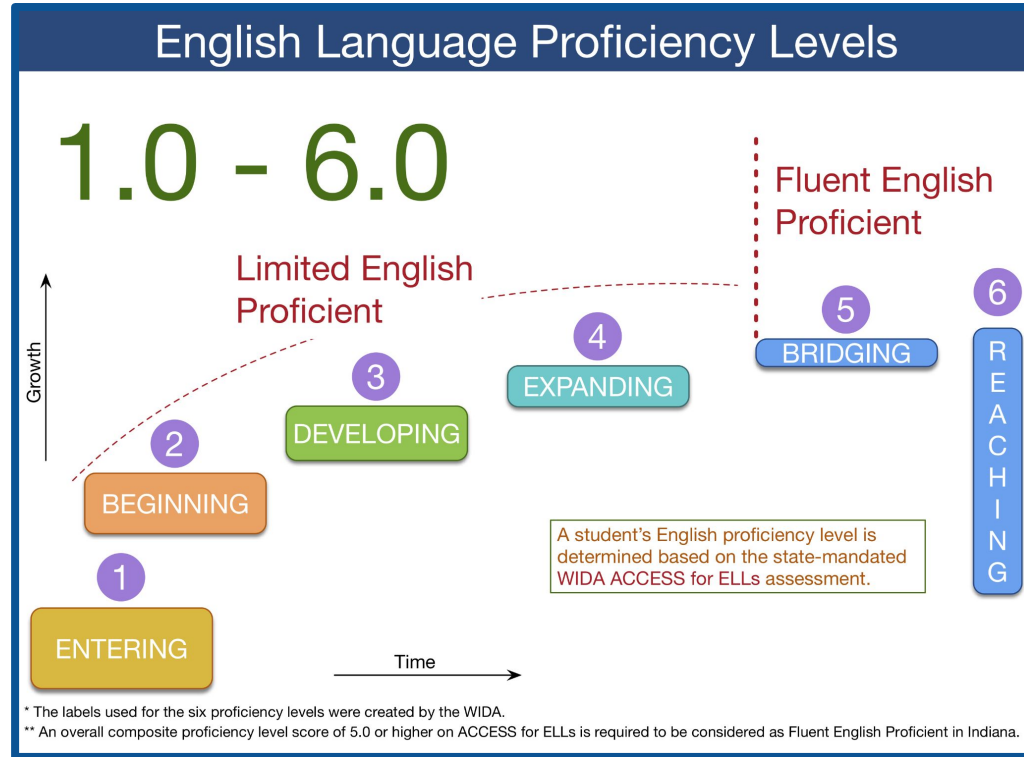 English Language Proficiency Levels
1.0 - 6.0
Fluent English
Proficient
Limited English
Proficient
6
5
BRIDGING
4
EXPANDING
3
DEVELOPING
2
BEGINNING
1
ENTERING
REACHING
Growth
A student's English proficiency level is
determined based on the state-mandated
WIDA ACCESS for ELLs assessment.
Time
* The labels used for the six proficiency levels were created by the WIDA.
** An overall composite proficiency level score of 5.0 or higher on ACCESS for ELLs is required to be considered as Fluent English Proficient in Indiana.